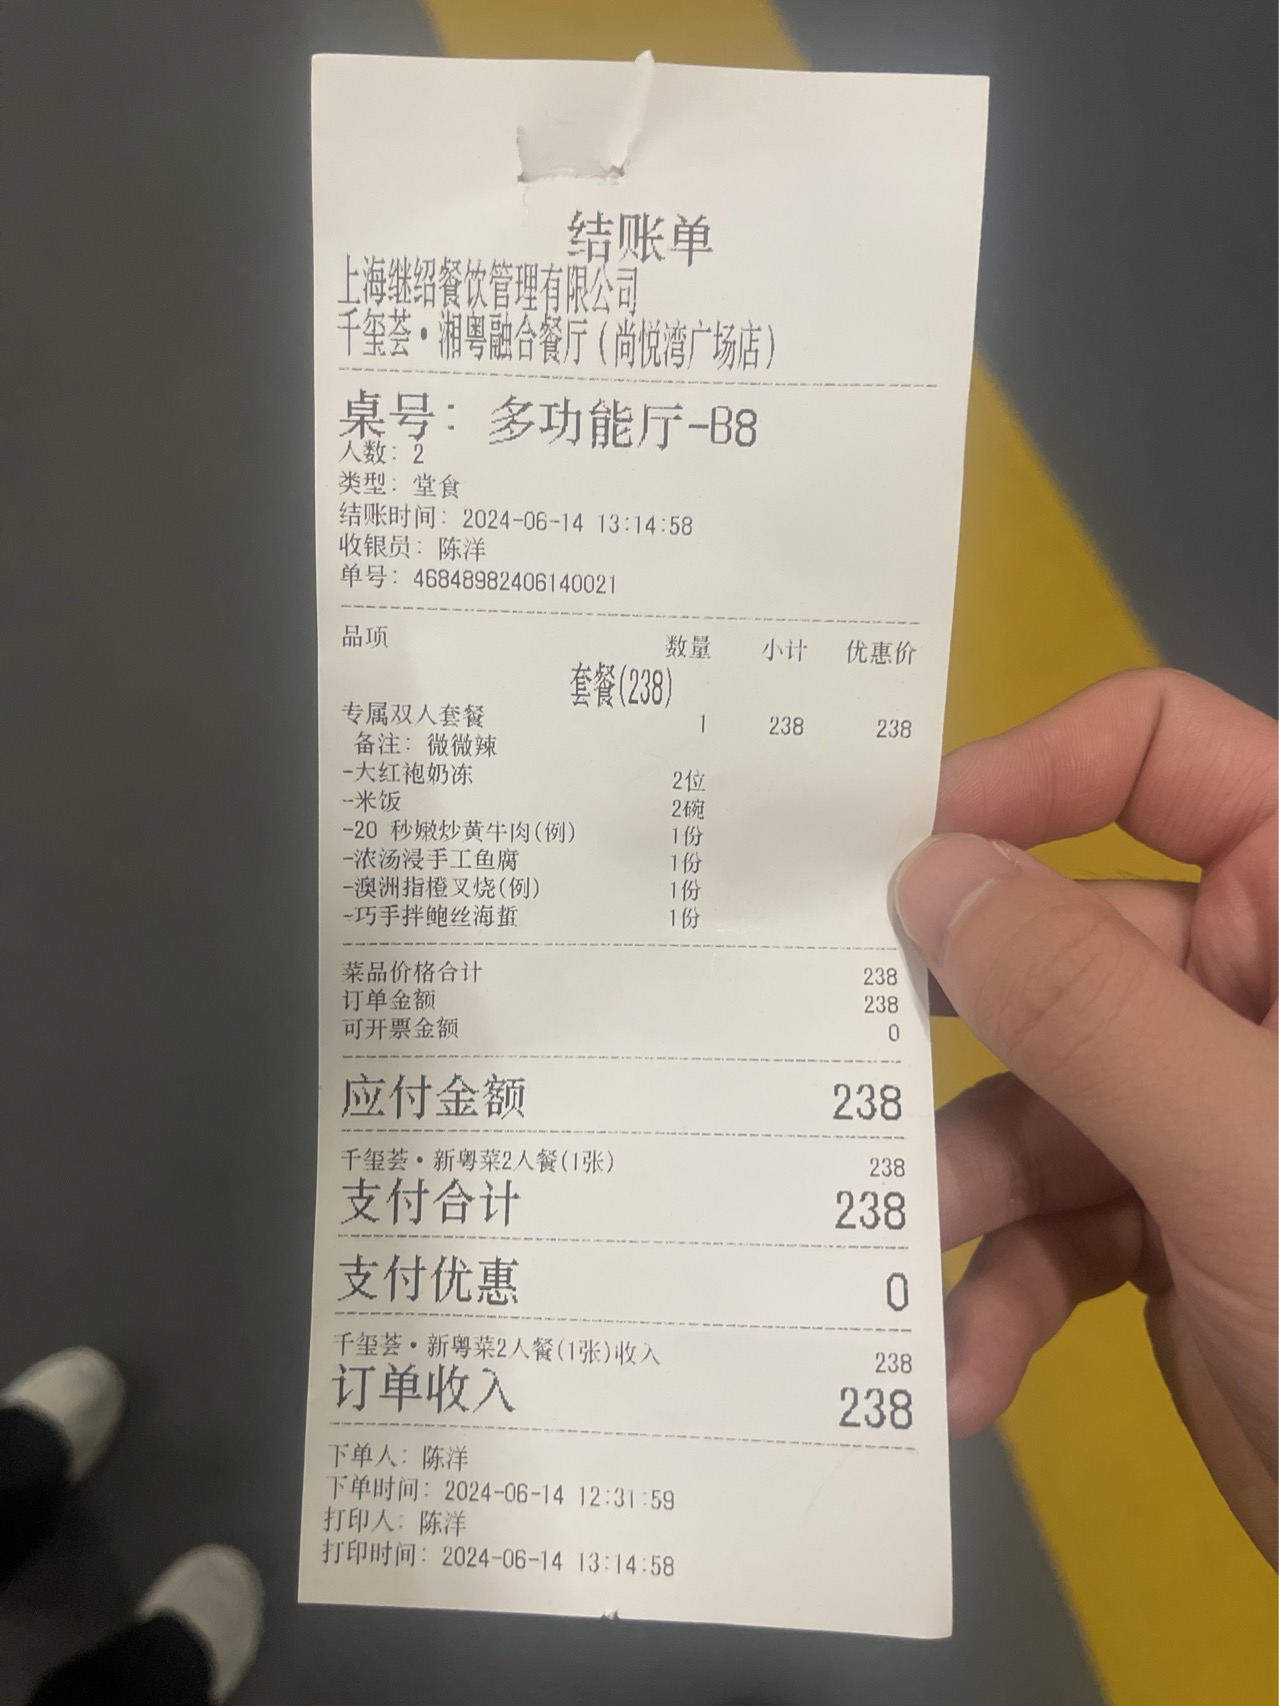 结账单
上海继绍餐饮管理有限公司
千玺荟·湘粤融合餐厅(尚悦湾广场店)
桌号: 多功能厅-B8
人数: 2
类型: 堂食
结账时间: 2024-06-14 13:14:58
收银员: 陈洋
单号: 46848982406140021
品项 数量 小计 优惠价
套餐(238)
专属双人套餐 1 238 238
备注: 微微辣
-大红袍奶冻 2位
-米饭 2碗
-20 秒嫩炒黄牛肉(例) 1份
-浓汤浸手工鱼腐 1份
-澳洲指橙叉烧(例) 1份
-巧手拌鲍丝海蜇 1份
菜品价格合计 238
订单金额 238
可开票金额 0
应付金额 238
千玺荟·新粤菜2人餐(1张) 238
支付合计 238
支付优惠 0
千玺荟·新粤菜2人餐(1张)收入 238
订单收入 238
下单人: 陈洋
下单时间: 2024-06-14 12:31:59
打印人: 陈洋
打印时间: 2024-06-14 13:14:58